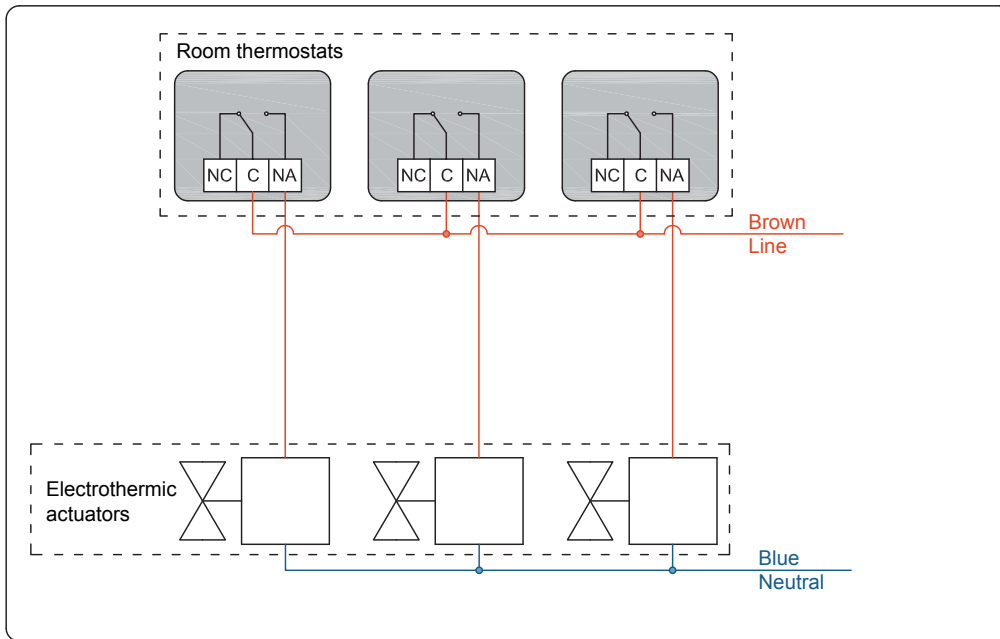 Room thermostats
NC C NA
NC C NA
NC C NA
Brown
Line
Electrothermic
actuators
Blue
Neutral